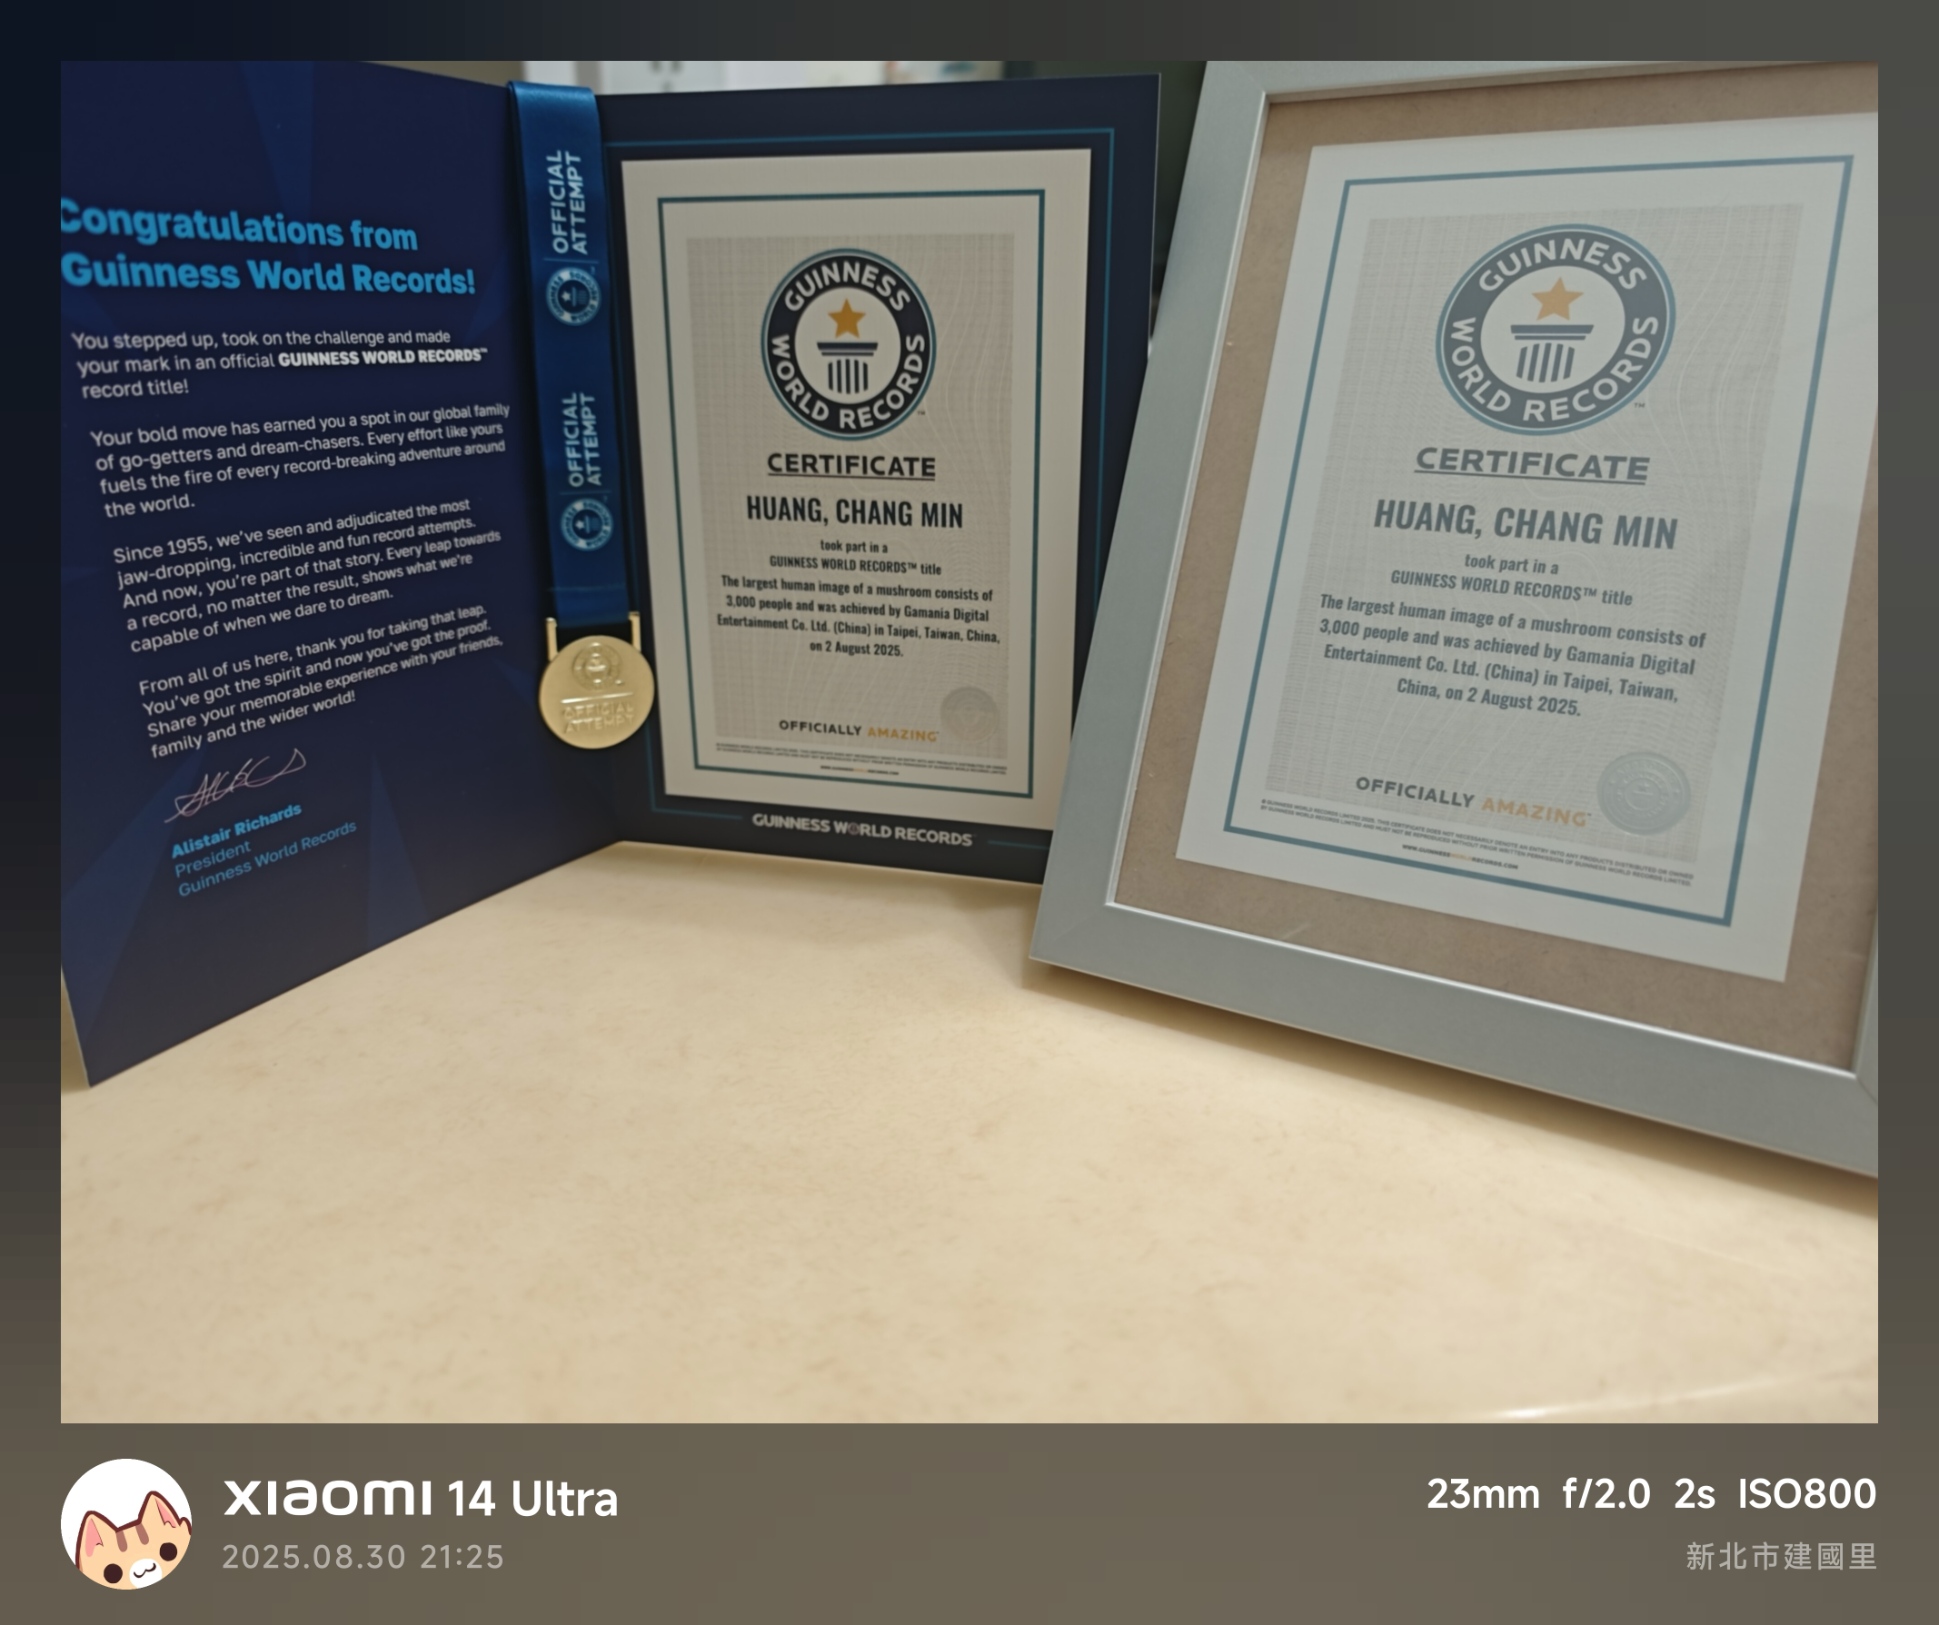 Congratulations from
Guinness World Records!
You stepped up, took on the challenge and made
your mark in an official GUINNESS WORLD RECORDS™
record title!
Your bold move has earned you a spot in our global family
of go-getters and dream-chasers. Every effort like yours
fuels the fire of every record-breaking adventure around
the world.
Since 1955, we've seen and adjudicated the most
jaw-dropping, incredible and fun record attempts.
And now, you're part of that story. Every leap towards
a record, no matter the result, shows what we're
capable of when we dare to dream.
From all of us here, thank you for taking that leap.
You've got the spirit and now you've got the proof.
Share your memorable experience with your friends,
family and the wider world!
Alistair Richards
President
Guinness World Records
OFFICIAL
ATTEMPT
OFFICIAL
ATTEMPT
OFFICIAL
ATTEMPT
GUINNESS
WORLD RECORDS
CERTIFICATE
HUANG, CHANG MIN
took part in a
GUINNESS WORLD RECORDS™ title
The largest human image of a mushroom consists of
3,000 people and was achieved by Gamania Digital
Entertainment Co. Ltd. (China) in Taipei, Taiwan, China,
on 2 August 2025.
OFFICIALLY AMAZING
GUINNESS WORLD RECORDS
GUINNESS
WORLD RECORDS™
CERTIFICATE
HUANG, CHANG MIN
took part in a
GUINNESS WORLD RECORDS™ title
The largest human image of a mushroom consists of
3,000 people and was achieved by Gamania Digital
Entertainment Co. Ltd. (China) in Taipei, Taiwan,
China, on 2 August 2025.
OFFICIALLY AMAZING
WWW.GUINNESSWORLDRECORDS.COM
xiaomi 14 Ultra
2025.08.30 21:25
23mm f/2.0 2s ISO800
新北市建國里